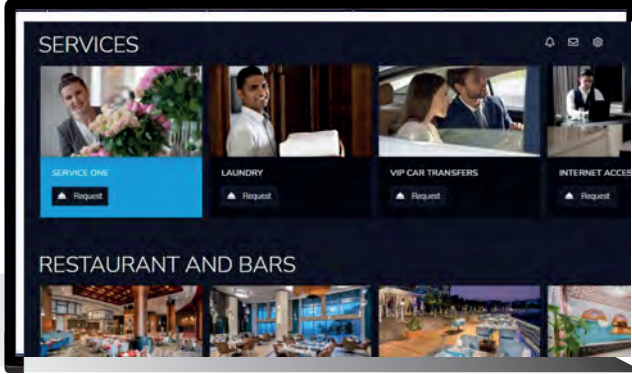 SERVICES
SERVICE ONE
LAUNDRY
VIP CAR TRANSFERS
INTERNET ACCES
Request
Request
Request
Request
RESTAURANT AND BARS